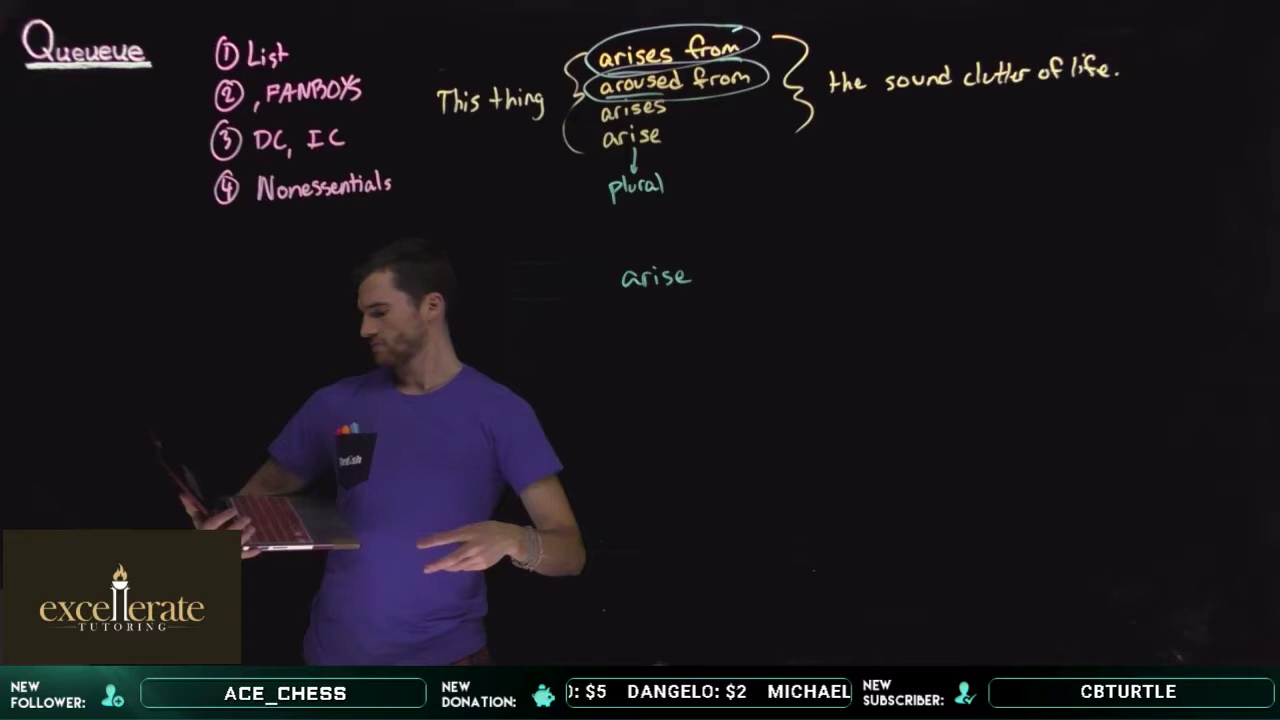 Queueue
① List
② , FANBOYS
③ DC, IC
④ Nonessentials
This thing
arises from
aroused from
arises
arise
plural
the sound clutter of life.
arise
excellerate
TUTORING
NEW FOLLOWER:
ACE_CHESS
NEW DONATION:
): $5 DANGELO: $2 MICHAEL
NEW SUBSCRIBER:
CBTURTLE